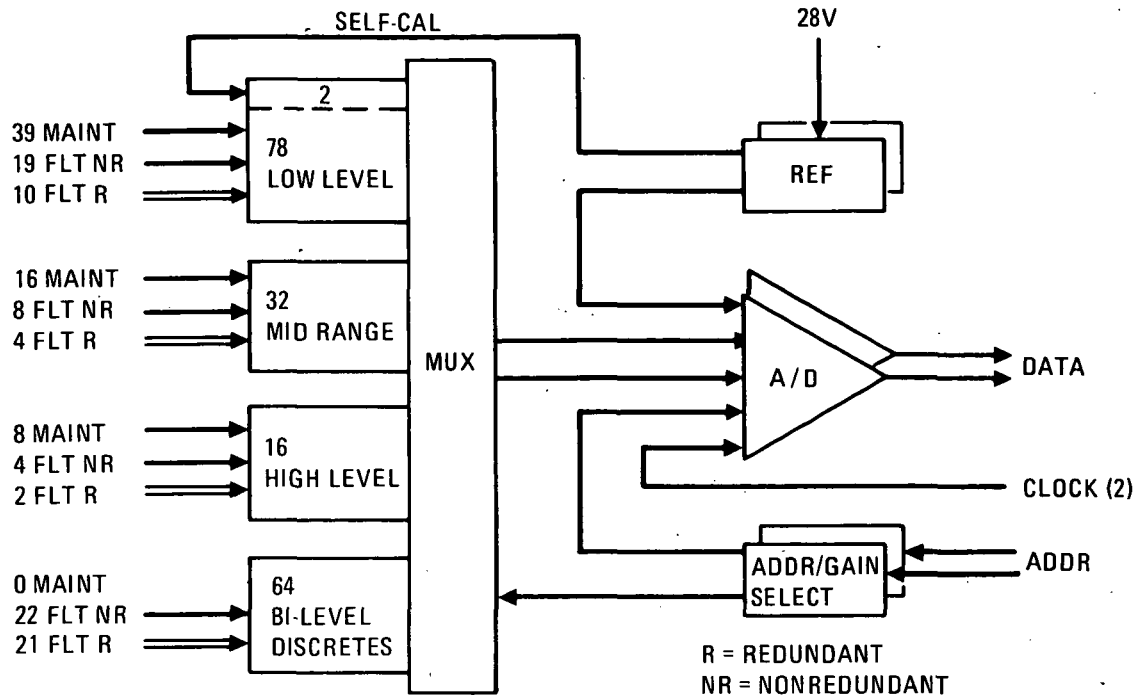 SELF-CAL
28V
2
39 MAINT
19 FLT NR
10 FLT R
78
LOW LEVEL
REF
16 MAINT
8 FLT NR
4 FLT R
32
MID RANGE
MUX
A/D
DATA
8 MAINT
4 FLT NR
2 FLT R
16
HIGH LEVEL
CLOCK (2)
0 MAINT
22 FLT NR
21 FLT R
64
BI-LEVEL
DISCRETES
ADDR/GAIN
SELECT
ADDR
R = REDUNDANT
NR = NONREDUNDANT